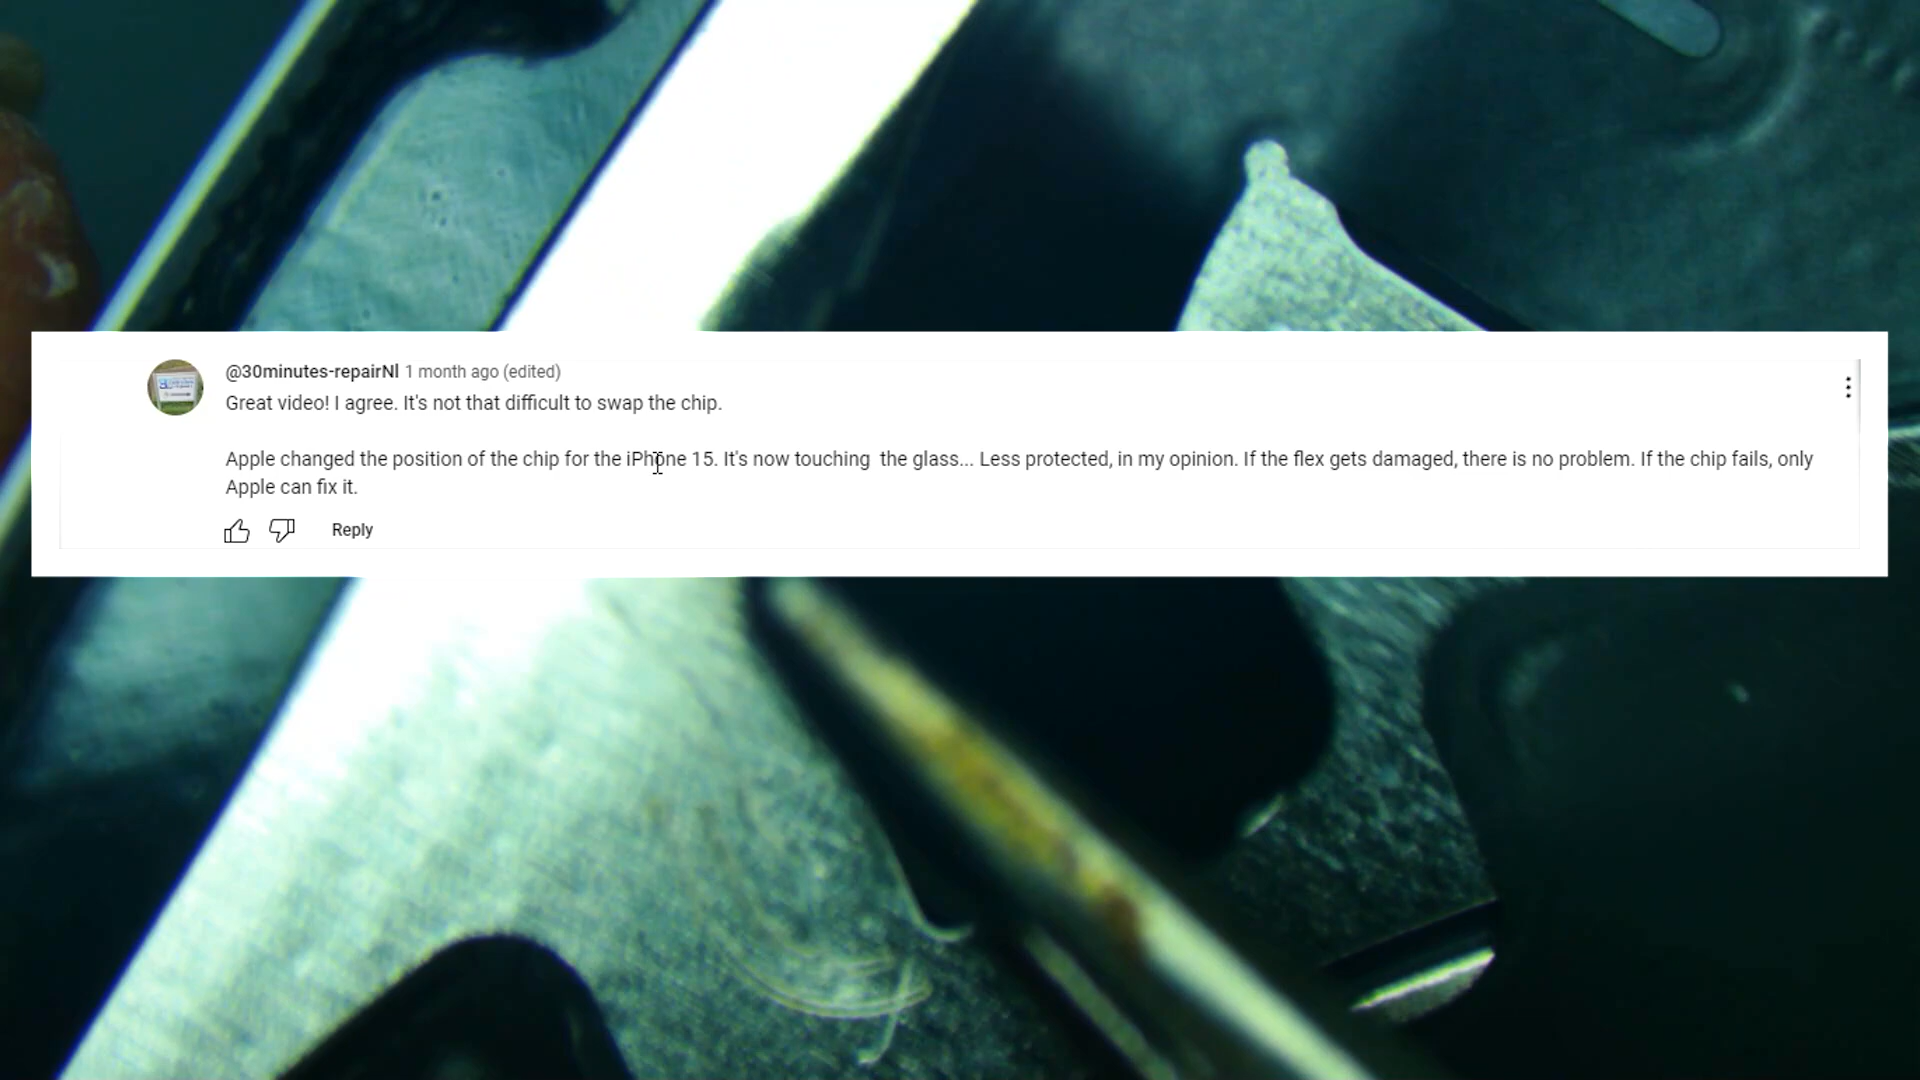 @30minutes-repairNl 1 month ago (edited)
Great video! I agree. It's not that difficult to swap the chip.
Apple changed the position of the chip for the iPhone 15. It's now touching  the glass... Less protected, in my opinion. If the flex gets damaged, there is no problem. If the chip fails, only
Apple can fix it.
Reply